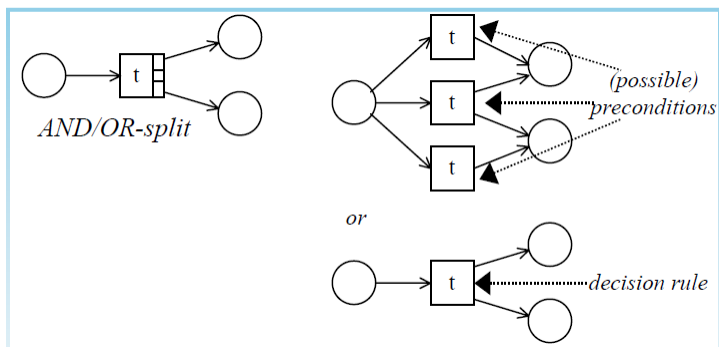 t
t
AND/OR-split
t
t
(possible)
preconditions
or
t
decision rule